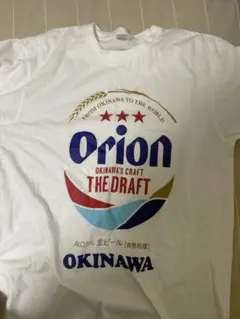 FROM OKINAWA TO THE WORLD
Orion
OKINAWA'S CRAFT
THE DRAFT
生ビール
OKINAWA